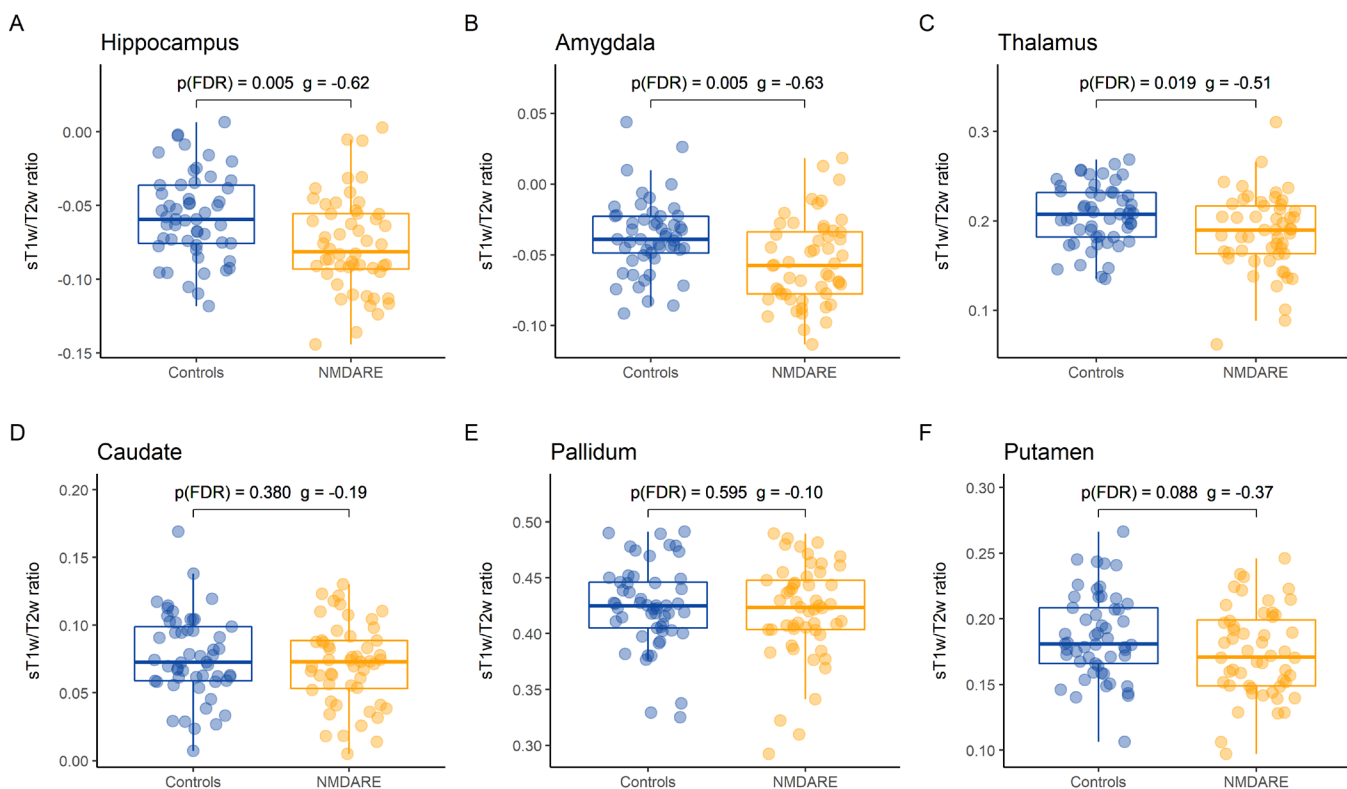 A
Hippocampus
p(FDR) = 0.005 g = -0.62
sT1w/T2w ratio
0.00
-0.05
-0.10
-0.15
Controls
NMDARE
B
Amygdala
p(FDR) = 0.005 g = -0.63
sT1w/T2w ratio
0.05
0.00
-0.05
-0.10
Controls
NMDARE
C
Thalamus
p(FDR) = 0.019 g = -0.51
sT1w/T2w ratio
0.3
0.2
0.1
Controls
NMDARE
D
Caudate
p(FDR) = 0.380 g = -0.19
sT1w/T2w ratio
0.20
0.15
0.10
0.05
0.00
Controls
NMDARE
E
Pallidum
p(FDR) = 0.595 g = -0.10
sT1w/T2w ratio
0.50
0.45
0.40
0.35
0.30
Controls
NMDARE
F
Putamen
p(FDR) = 0.088 g = -0.37
sT1w/T2w ratio
0.30
0.25
0.20
0.15
0.10
Controls
NMDARE